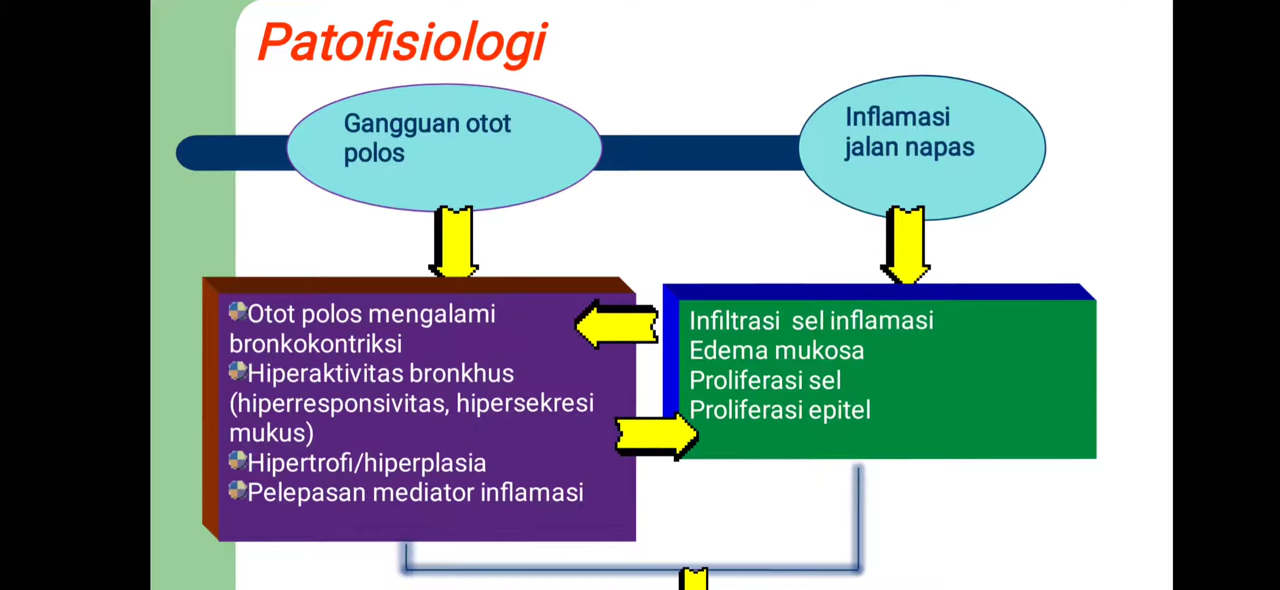 Patofisiologi
Gangguan otot
polos
Inflamasi
jalan napas
Otot polos mengalami
bronkokontriksi
Hiperaktivitas bronkhus
(hiperresponsivitas, hipersekresi
mukus)
Hipertrofi/hiperplasia
Pelepasan mediator inflamasi
Infiltrasi sel inflamasi
Edema mukosa
Proliferasi sel
Proliferasi epitel